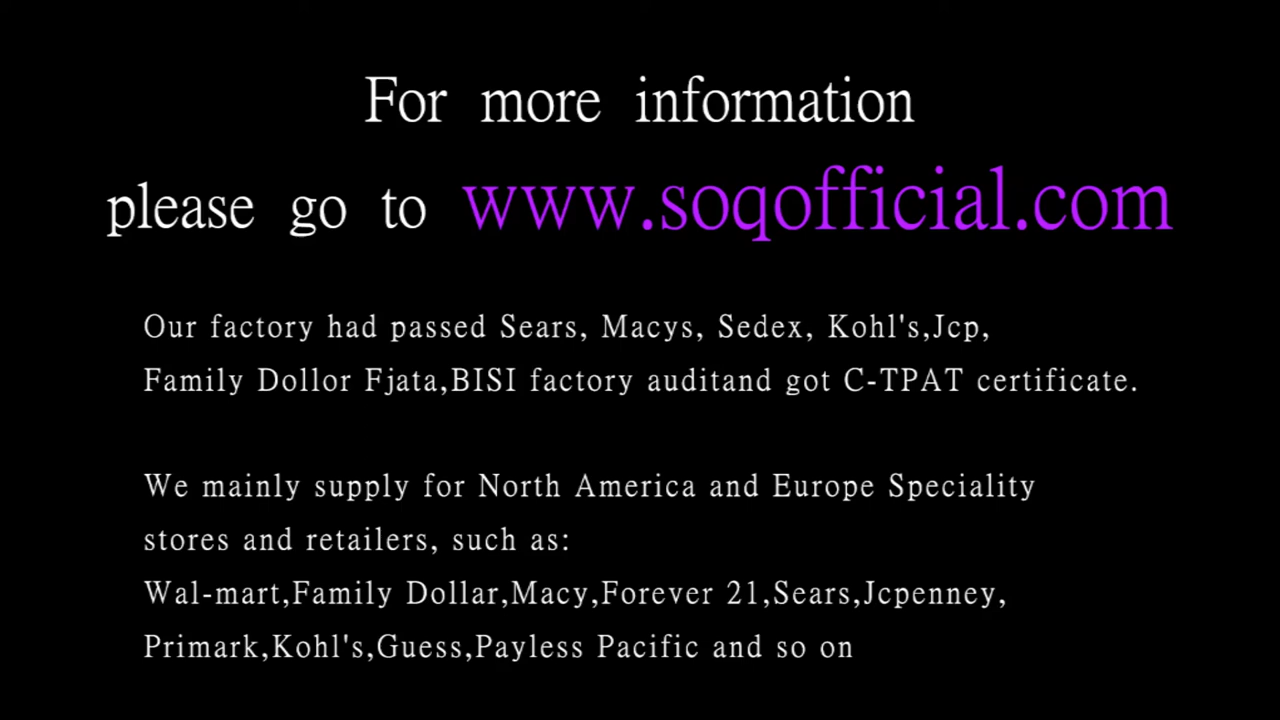 For more information
please go to www.soqofficial.com
Our factory had passed Sears, Macys, Sedex, Kohl's,Jcp,
Family Dollor Fjata,BISI factory auditand got C-TPAT certificate.
We mainly supply for North America and Europe Speciality
stores and retailers, such as:
Wal-mart,Family Dollar,Macy,Forever 21,Sears,Jcpenney,
Primark,Kohl's,Guess,Payless Pacific and so on